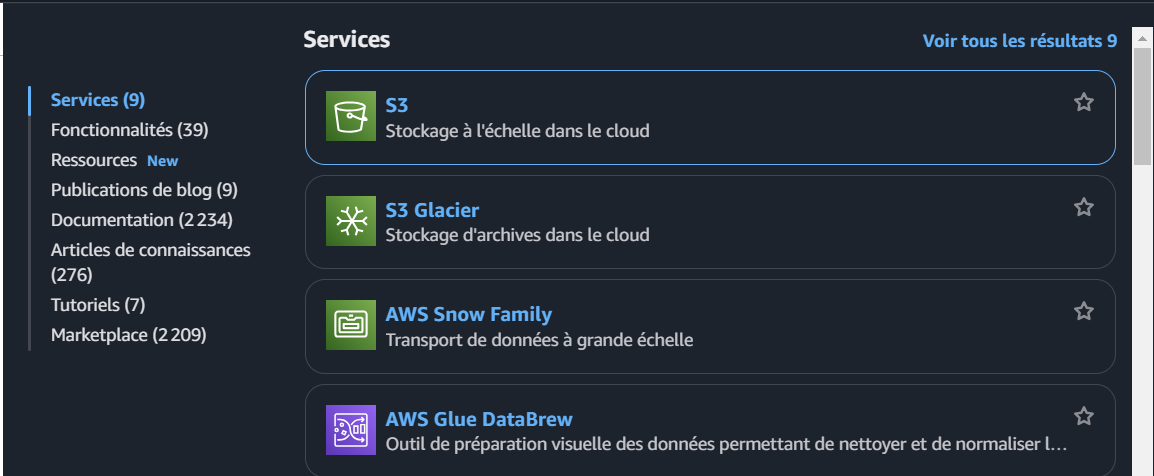 Services
Voir tous les résultats 9
Services (9)
Fonctionnalités (39)
Ressources New
Publications de blog (9)
Documentation (2 234)
Articles de connaissances
(276)
Tutoriels (7)
Marketplace (2 209)
S3
Stockage à l'échelle dans le cloud
S3 Glacier
Stockage d'archives dans le cloud
AWS Snow Family
Transport de données à grande échelle
AWS Glue DataBrew
Outil de préparation visuelle des données permettant de nettoyer et de normaliser l…